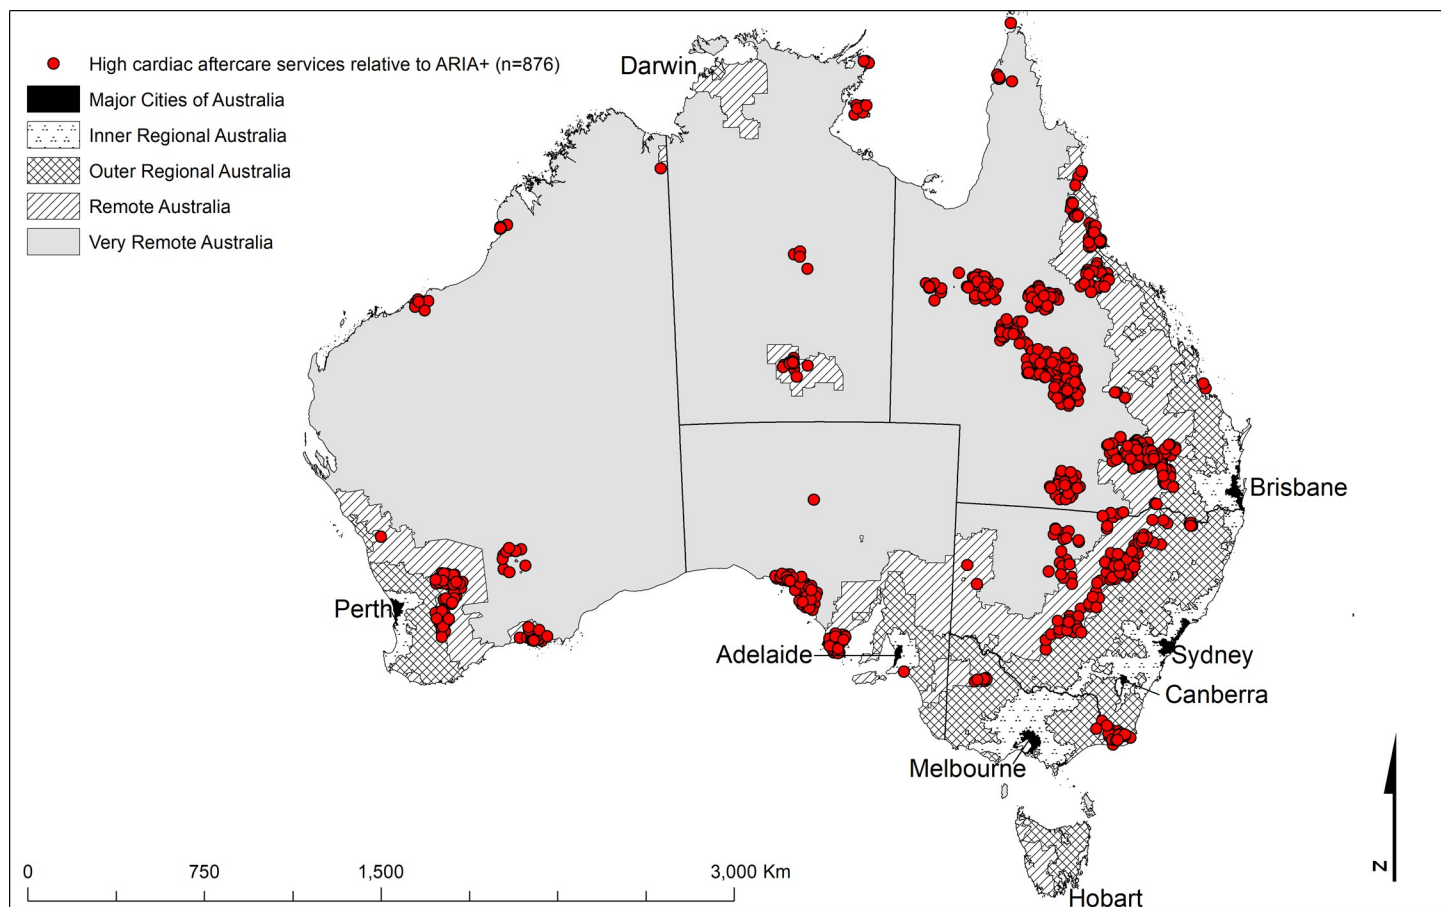 High cardiac aftercare services relative to ARIA+ (n=876)
Major Cities of Australia
Inner Regional Australia
Outer Regional Australia
Remote Australia
Very Remote Australia
Darwin
Brisbane
Perth
Adelaide
Sydney
Canberra
Melbourne
Hobart
0 750 1,500 3,000 Km
N